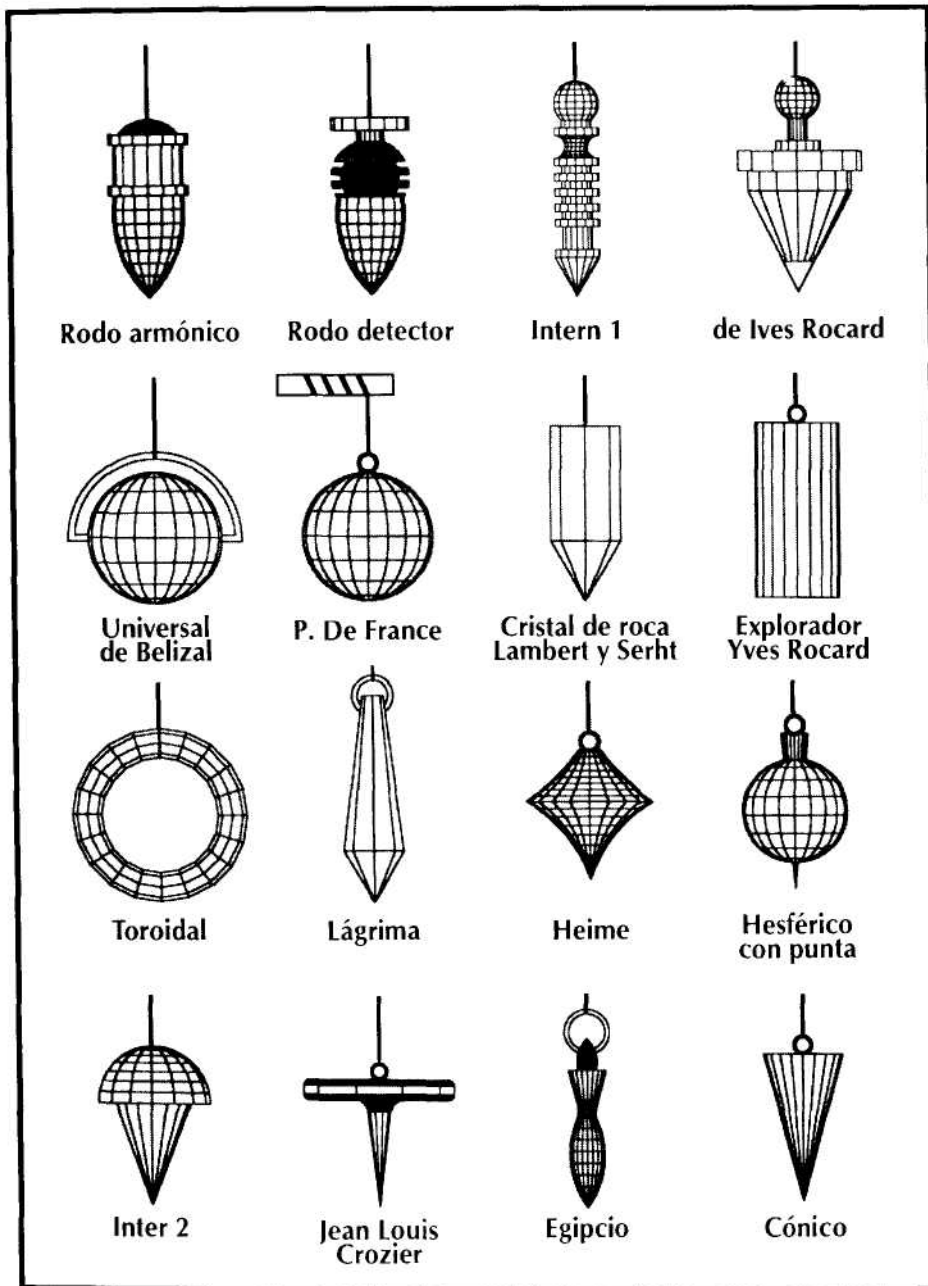 Rodo armónico
Rodo detector
Intern 1
de Ives Rocard
Universal
de Belizal
P. De France
Cristal de roca
Lambert y Serht
Explorador
Yves Rocard
Toroidal
Lágrima
Heime
Hesférico
con punta
Inter 2
Jean Louis
Crozier
Egipcio
Cónico